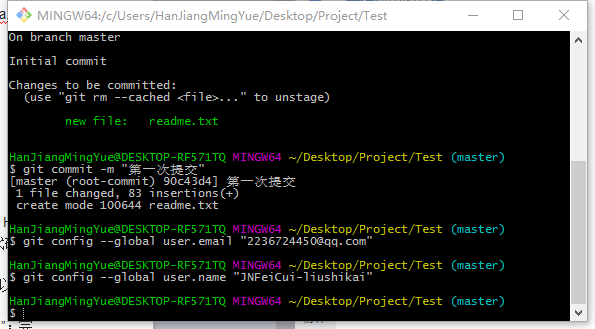 MINGW64:/c/Users/HanJiangMingYue/Desktop/Project/Test
On branch master
Initial commit
Changes to be committed:
(use "git rm --cached <file>..." to unstage)
new file: readme.txt
HanJiangMingYue@DESKTOP-RF571TQ MINGW64 ~/Desktop/Project/Test (master)
$ git commit -m "第一次提交"
[master (root-commit) 90c43d4] 第一次提交
1 file changed, 83 insertions(+)
create mode 100644 readme.txt
HanJiangMingYue@DESKTOP-RF571TQ MINGW64 ~/Desktop/Project/Test (master)
$ git config --global user.email "2236724450@qq.com"
HanJiangMingYue@DESKTOP-RF571TQ MINGW64 ~/Desktop/Project/Test (master)
$ git config --global user.name "JNFeiCui-liushikai"
HanJiangMingYue@DESKTOP-RF571TQ MINGW64 ~/Desktop/Project/Test (master)
$